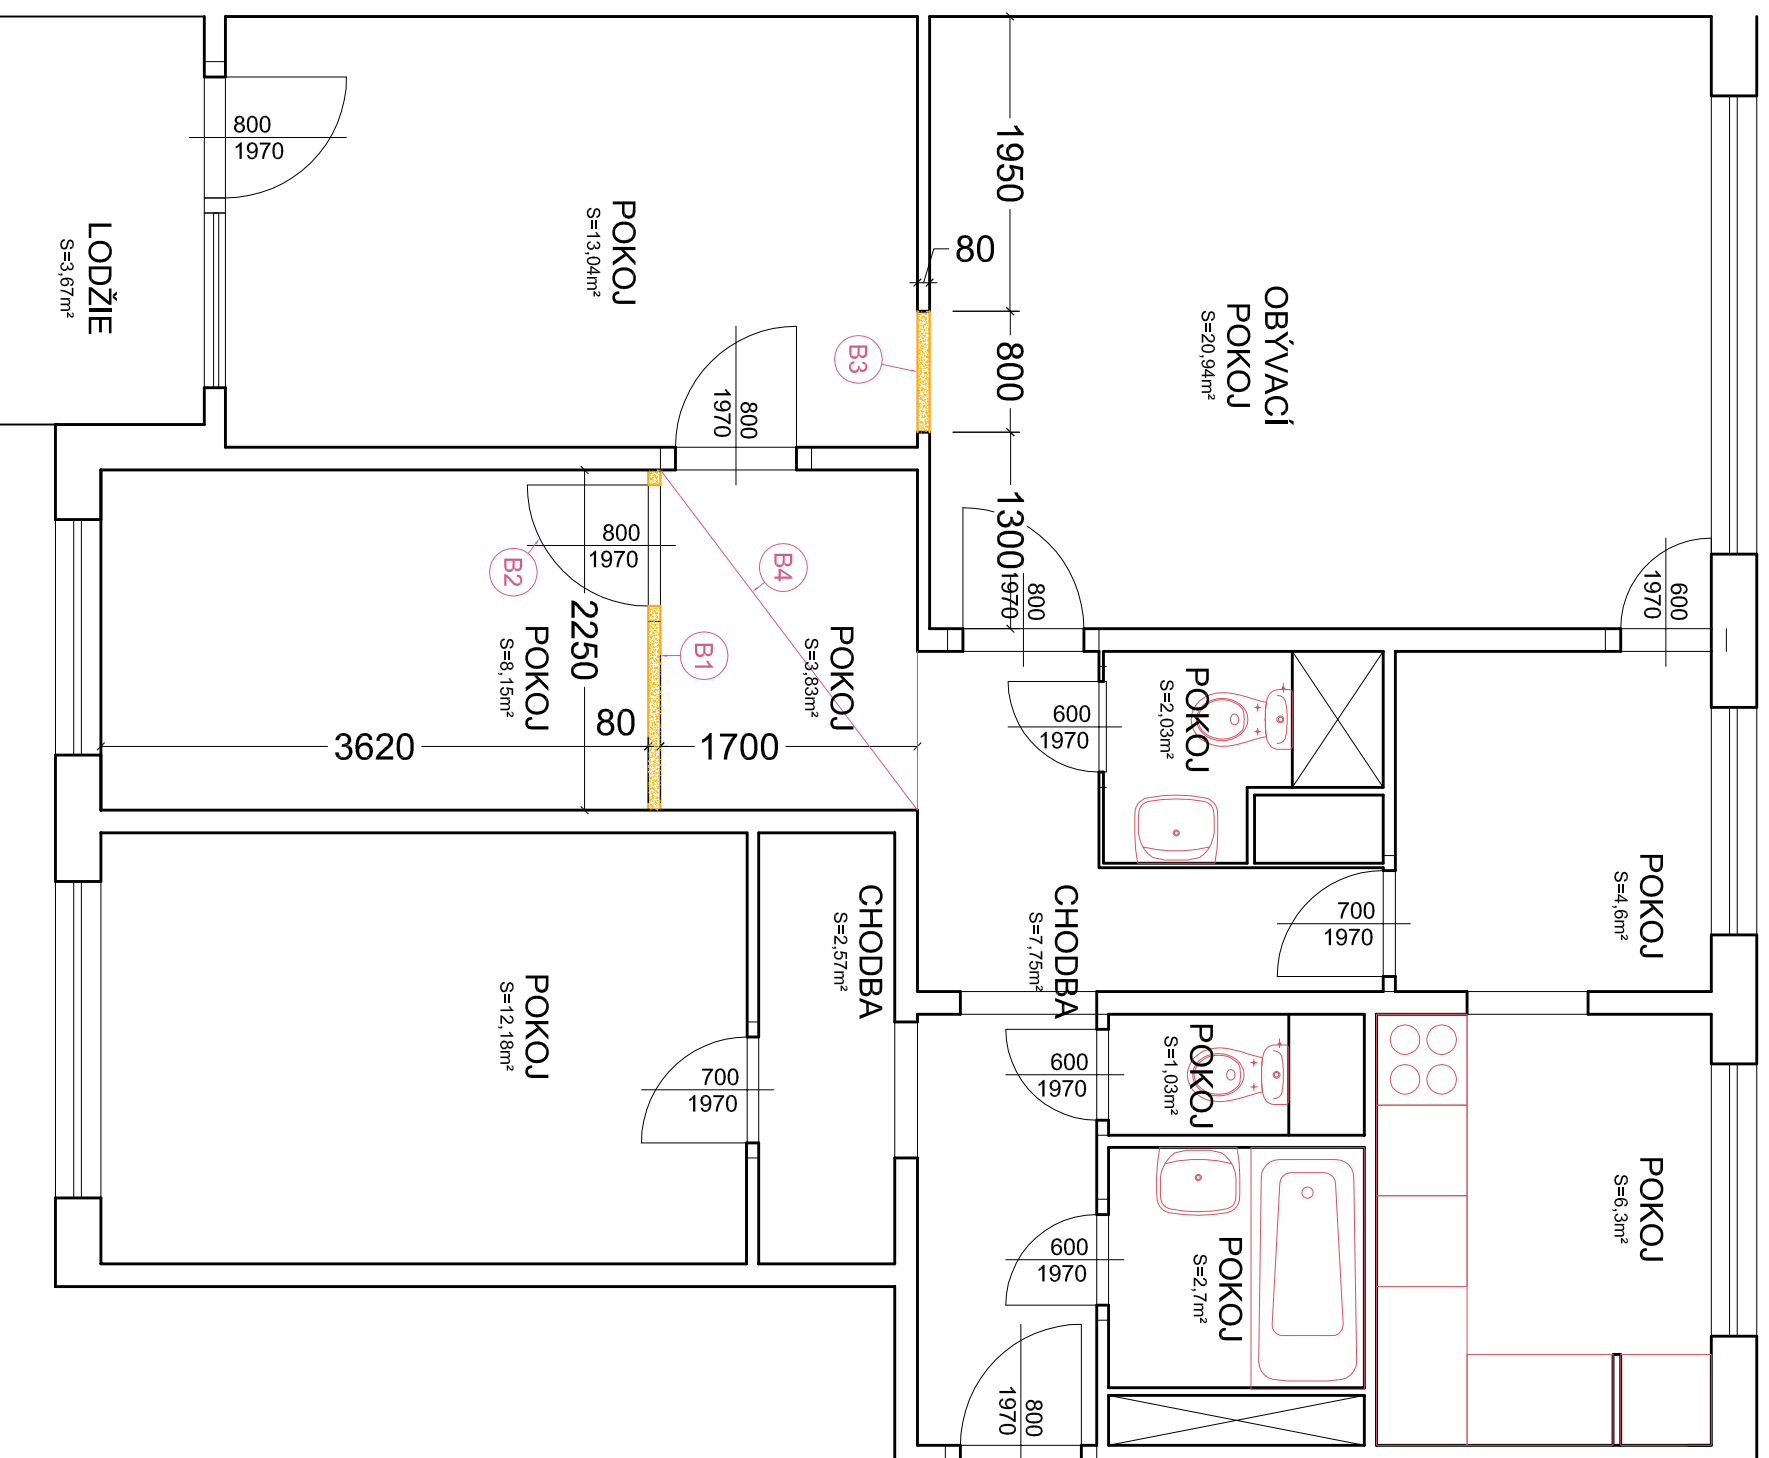 800
1970
LODŽIE
S=3,67m²
POKOJ
S=13,04m²
1950
80
800
1300
B3
OBÝVACÍ
POKOJ
S=20,94m²
800
1970
800
1970
600
1970
800
1970
B2
B4
B1
2250
POKOJ
S=8,15m²
POKOJ
S=3,83m²
80
3620
1700
POKOJ
S=2,03m²
600
1970
POKOJ
S=4,6m²
700
1970
CHODBA
S=7,75m²
CHODBA
S=2,57m²
POKOJ
S=12,18m²
700
1970
POKOJ
S=1,03m²
600
1970
POKOJ
S=6,3m²
POKOJ
S=2,7m²
600
1970
800
1970